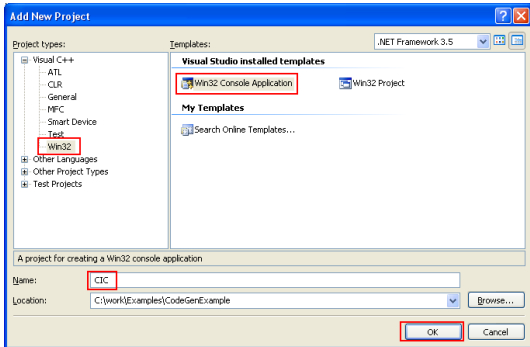 Add New Project
Project types:
Templates:
.NET Framework 3.5
Visual C++
ATL
CLR
General
MFC
Smart Device
Test
Win32
Other Languages
Other Project Types
Test Projects
Visual Studio installed templates
Win32 Console Application
Win32 Project
My Templates
Search Online Templates...
A project for creating a Win32 console application
Name:
CIC
Location:
C:\work\Examples\CodeGenExample
Browse...
OK
Cancel